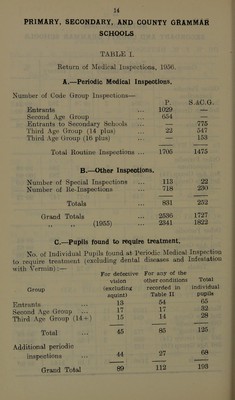 14
PRIMARY, SECONDARY, AND COUNTY GRAMMAR
SCHOOLS
TABLE I.
Return of Medical Inspections, 1956.
A.—Periodic Medical Inspections.
Number of Code Group Inspections—
P. S.&C.G.
Entrants ... 1029 —
Second Age Group ... 654 —
Entrants to Secondary Schools ... — 775
Third Age Group (14 plus) ... 22 547
Third Age Group (16 plus) ... — 153
Total Routine Inspections ... 1706 1475
B.—Other Inspections.
Number of Special Inspections ... 113 22
Number of Re-Inspections ... 718 230
Totals ... 831 252
Grand Totals ... 2536 1727
,, ,, (1955) ... 2341 1822
C.—Pupils found to require treatment.
No. of Individual Pupils found at Periodic Medical Inspection
to require treatment (excluding dental diseases and Infestation
with Vermin):—
Group For defective vision (excluding squint) For any of the other conditions recorded in Table II Total individual pupils
Entrants ... 13 54 65
Second Age Group ... 17 17 32
Third Age Group (14+) ... 15 14 28
Total ... 45 85 125
Additional periodic
inspections ... 44 27 68
Grand Total ... 89 112 193